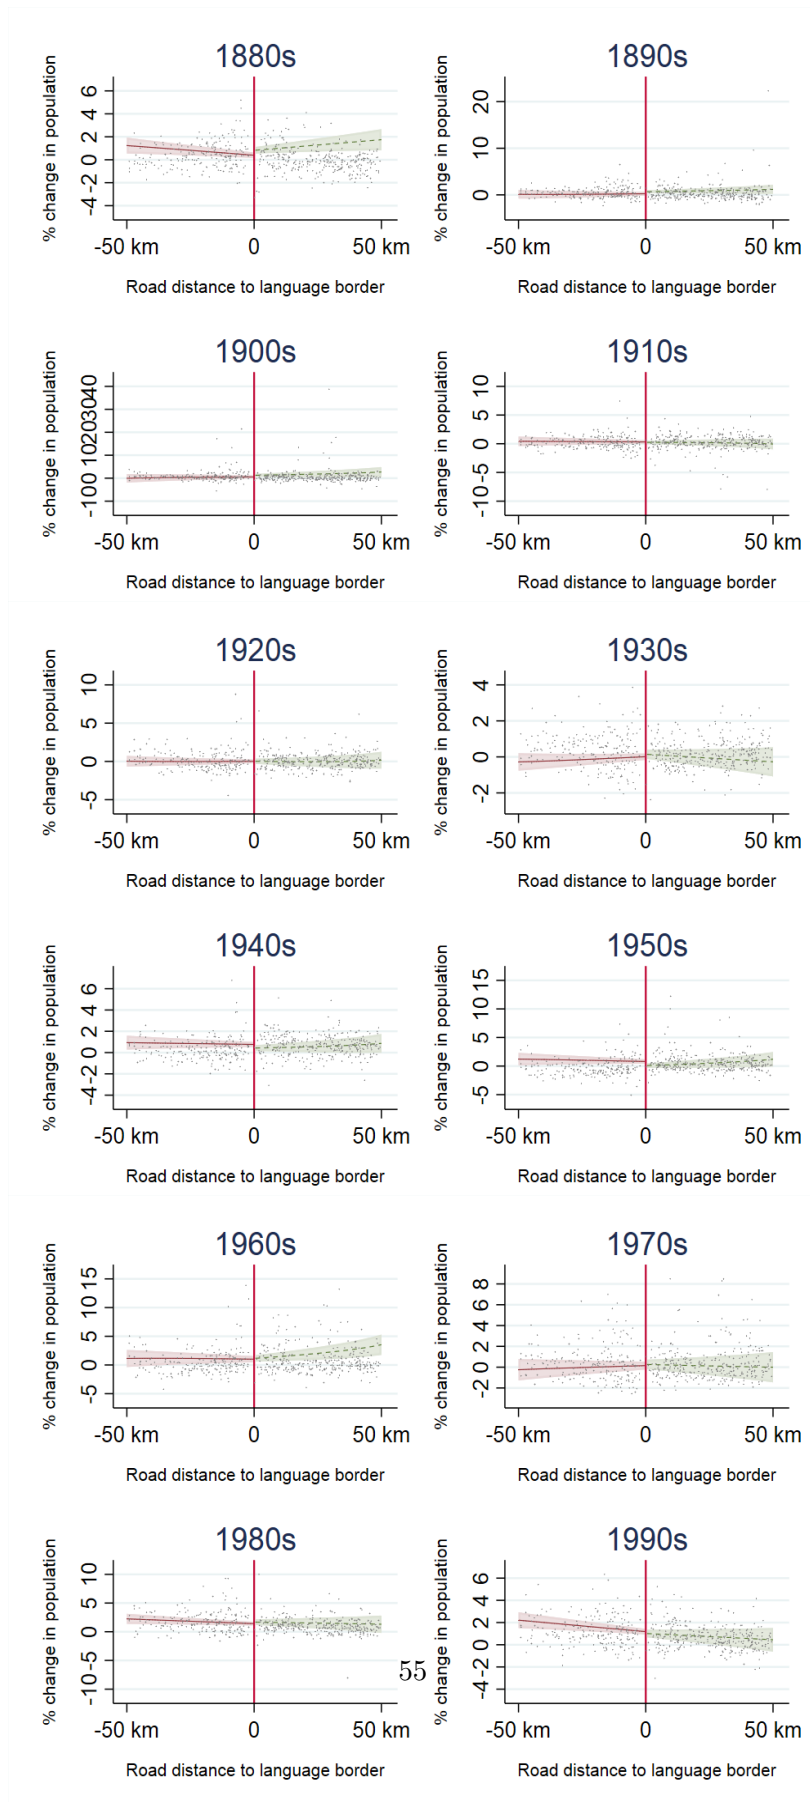 1880s
% change in population
6
4
2
0
-2
-4
-50 km 0 50 km
Road distance to language border
1890s
% change in population
20
10
0
-50 km 0 50 km
Road distance to language border
1900s
% change in population
40
30
20
10
0
-10
-50 km 0 50 km
Road distance to language border
1910s
% change in population
10
5
0
-5
-10
-50 km 0 50 km
Road distance to language border
1920s
% change in population
10
5
0
-5
-50 km 0 50 km
Road distance to language border
1930s
% change in population
4
2
0
-2
-50 km 0 50 km
Road distance to language border
1940s
% change in population
6
4
2
0
-2
-4
-50 km 0 50 km
Road distance to language border
1950s
% change in population
15
10
5
0
-5
-50 km 0 50 km
Road distance to language border
1960s
% change in population
15
10
5
0
-5
-50 km 0 50 km
Road distance to language border
1970s
% change in population
8
6
4
2
0
-2
-50 km 0 50 km
Road distance to language border
1980s
% change in population
10
5
0
-5
-10
-50 km 0 50 km
Road distance to language border
1990s
% change in population
6
4
2
0
-2
-4
-50 km 0 50 km
Road distance to language border
55